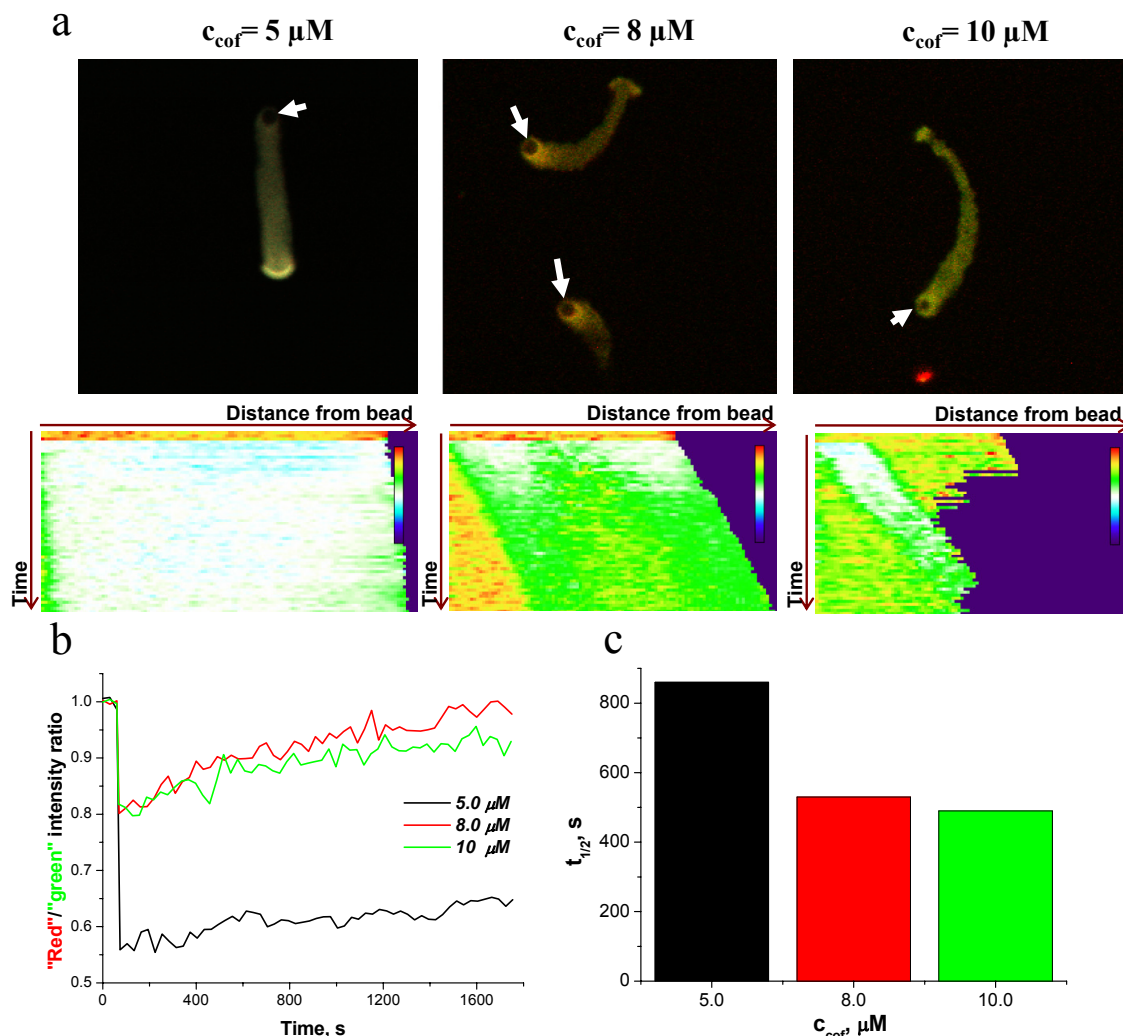 a
c_cof= 5 µM
c_cof= 8 µM
c_cof= 10 µM
Distance from bead
Distance from bead
Distance from bead
Time
Time
Time
b
"Red"/"green" intensity ratio
1.0
0.9
0.8
0.7
0.6
0.5
0
400
800
1200
1600
Time, s
5.0 µM
8.0 µM
10 µM
c
t_1/2, s
800
600
400
200
0
5.0
8.0
10.0
c_cof, µM